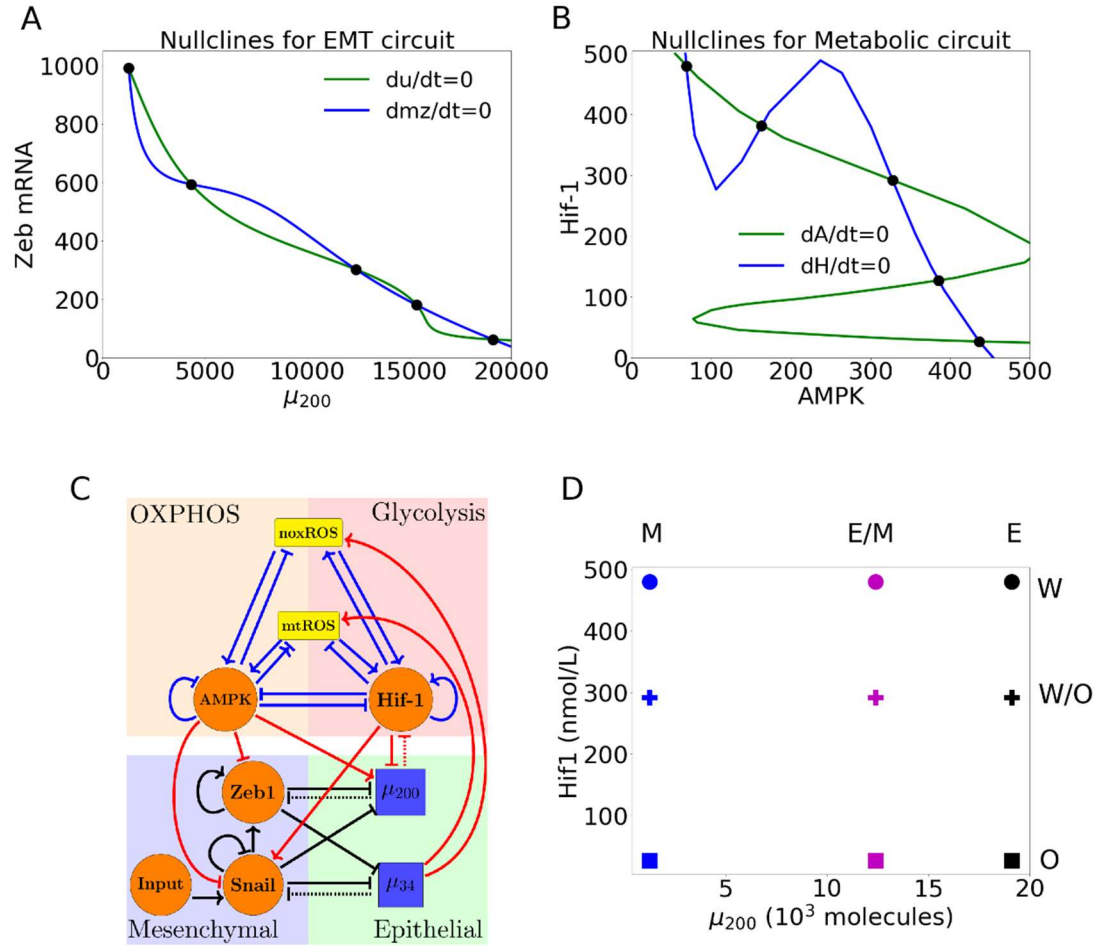 A
Nullclines for EMT circuit
1000
800
600
400
200
0
Zeb mRNA
du/dt=0
dmz/dt=0
0 5000 10000 15000 20000
μ200
B
Nullclines for Metabolic circuit
500
400
300
200
100
0
Hif-1
dA/dt=0
dH/dt=0
0 100 200 300 400 500
AMPK
C
OXPHOS
Glycolysis
noxROS
mtROS
AMPK
Hif-1
Zeb1
μ200
Input
Snail
μ34
Mesenchymal
Epithelial
D
M E/M E
500
400
300
200
100
Hif1 (nmol/L)
W
W/O
O
5 10 15 20
μ200 (10³ molecules)